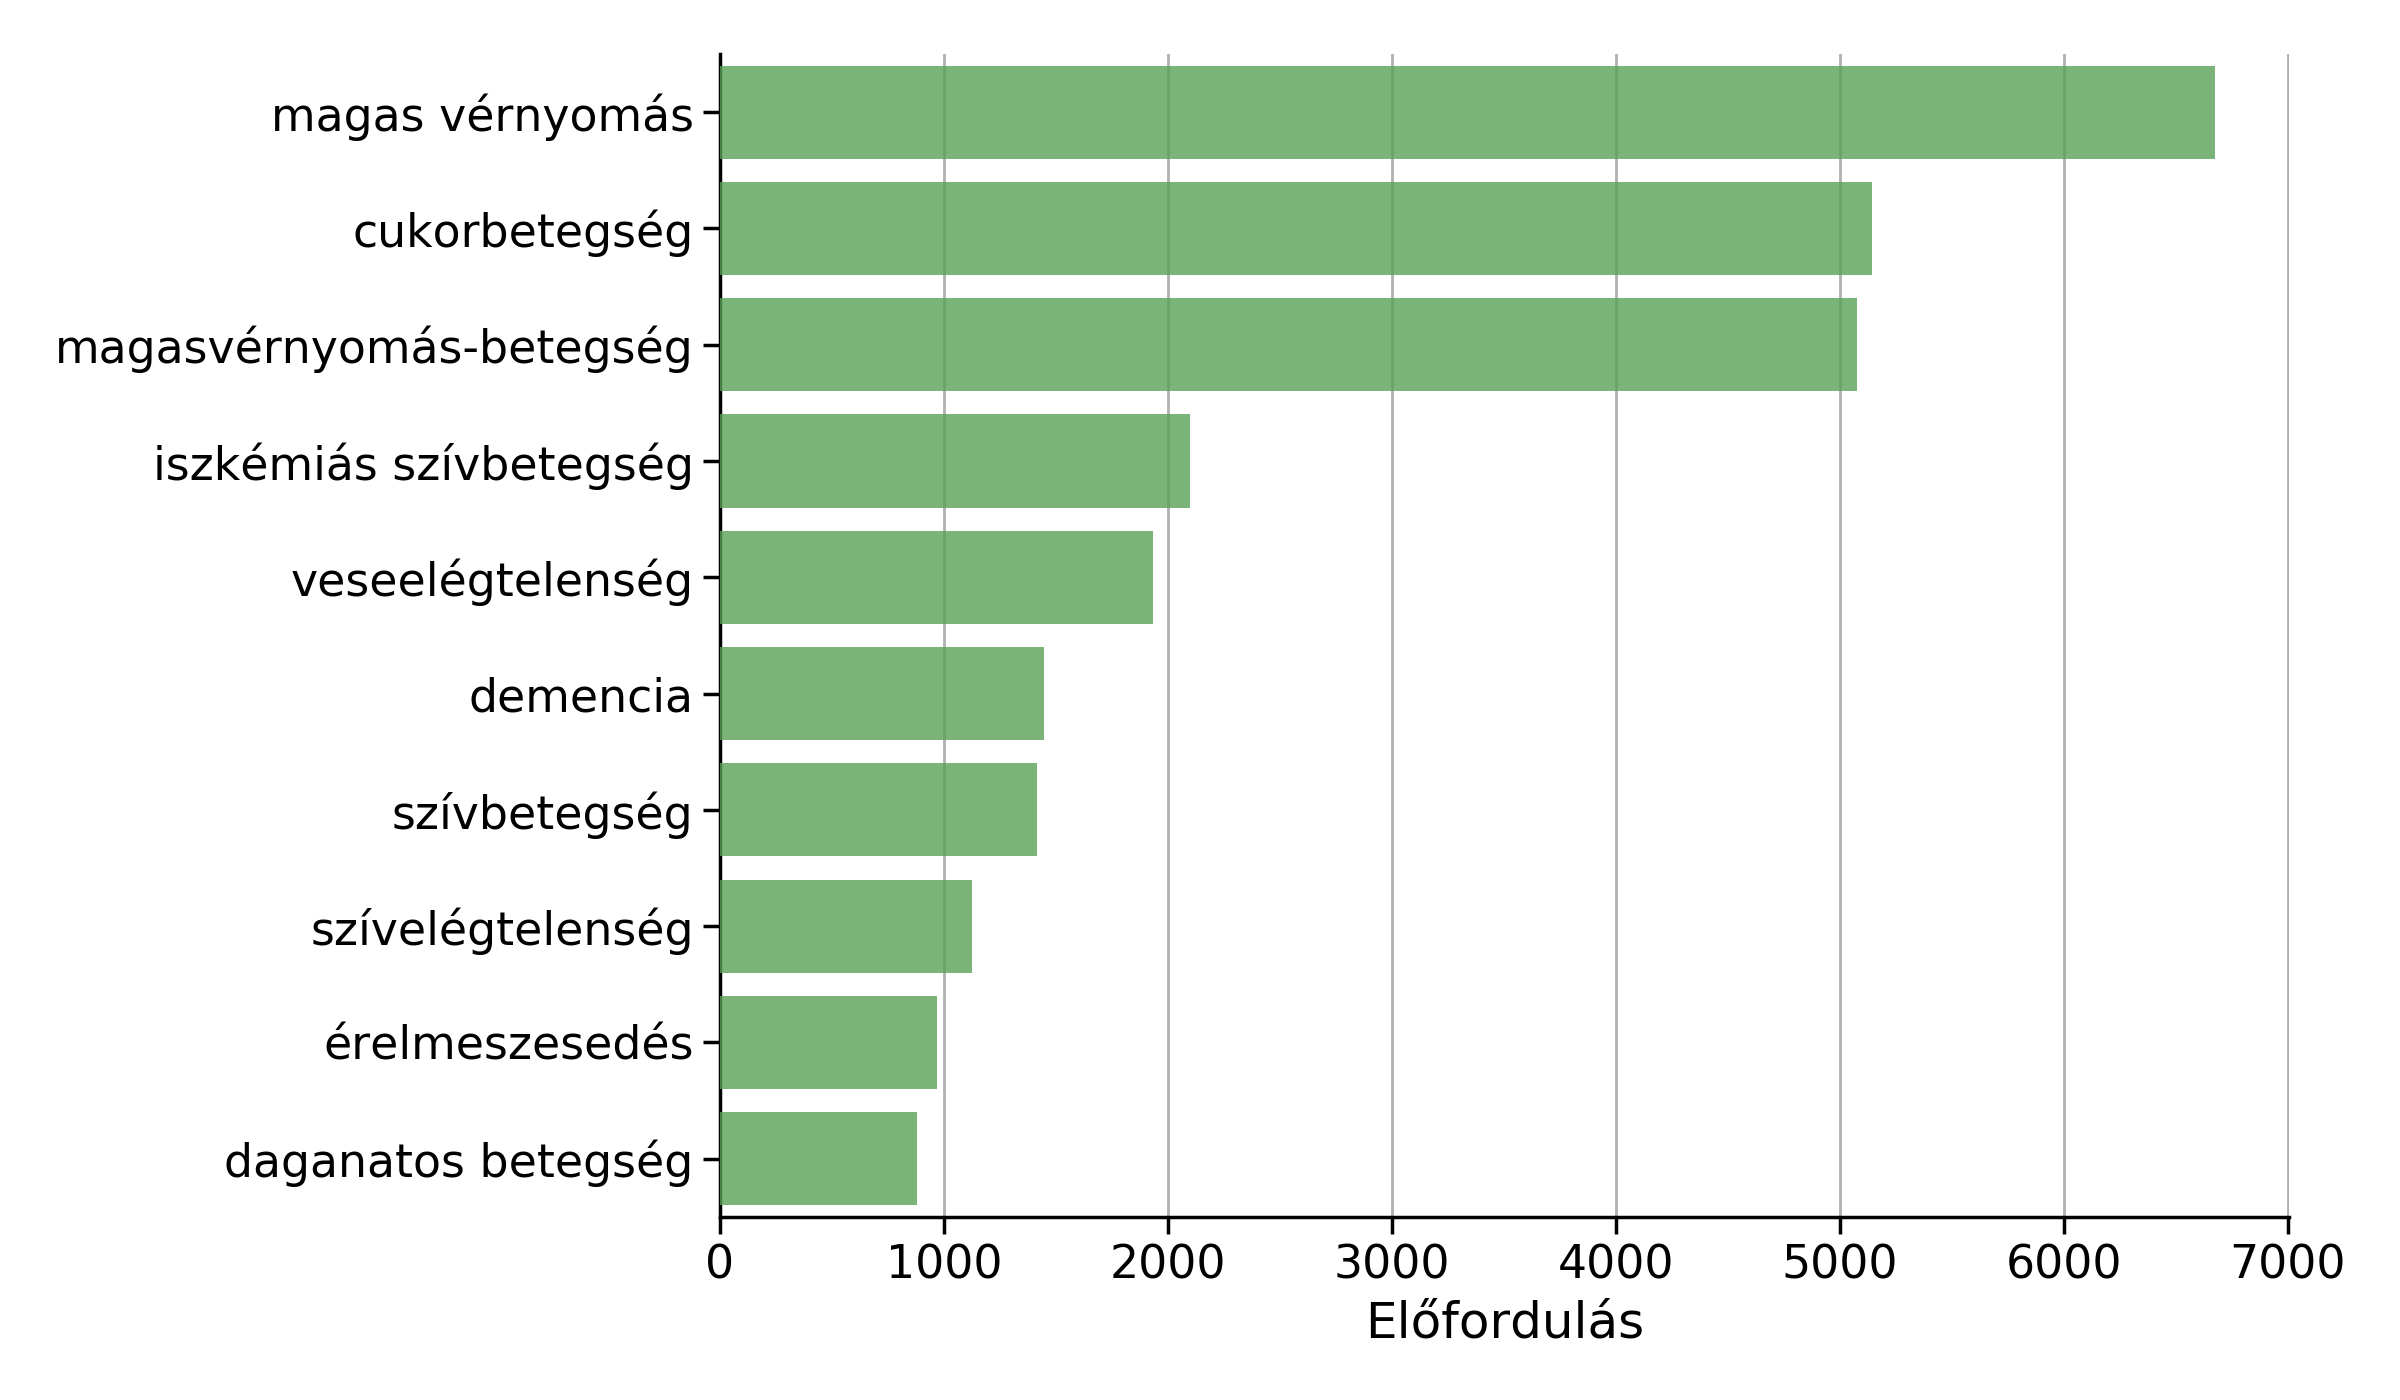 magas vérnyomás
cukorbetegség
magasvérnyomás-betegség
iszkémiás szívbetegség
veseelégtelenség
demencia
szívbetegség
szívelégtelenség
érelmeszesedés
daganatos betegség
0 1000 2000 3000 4000 5000 6000 7000
Előfordulás